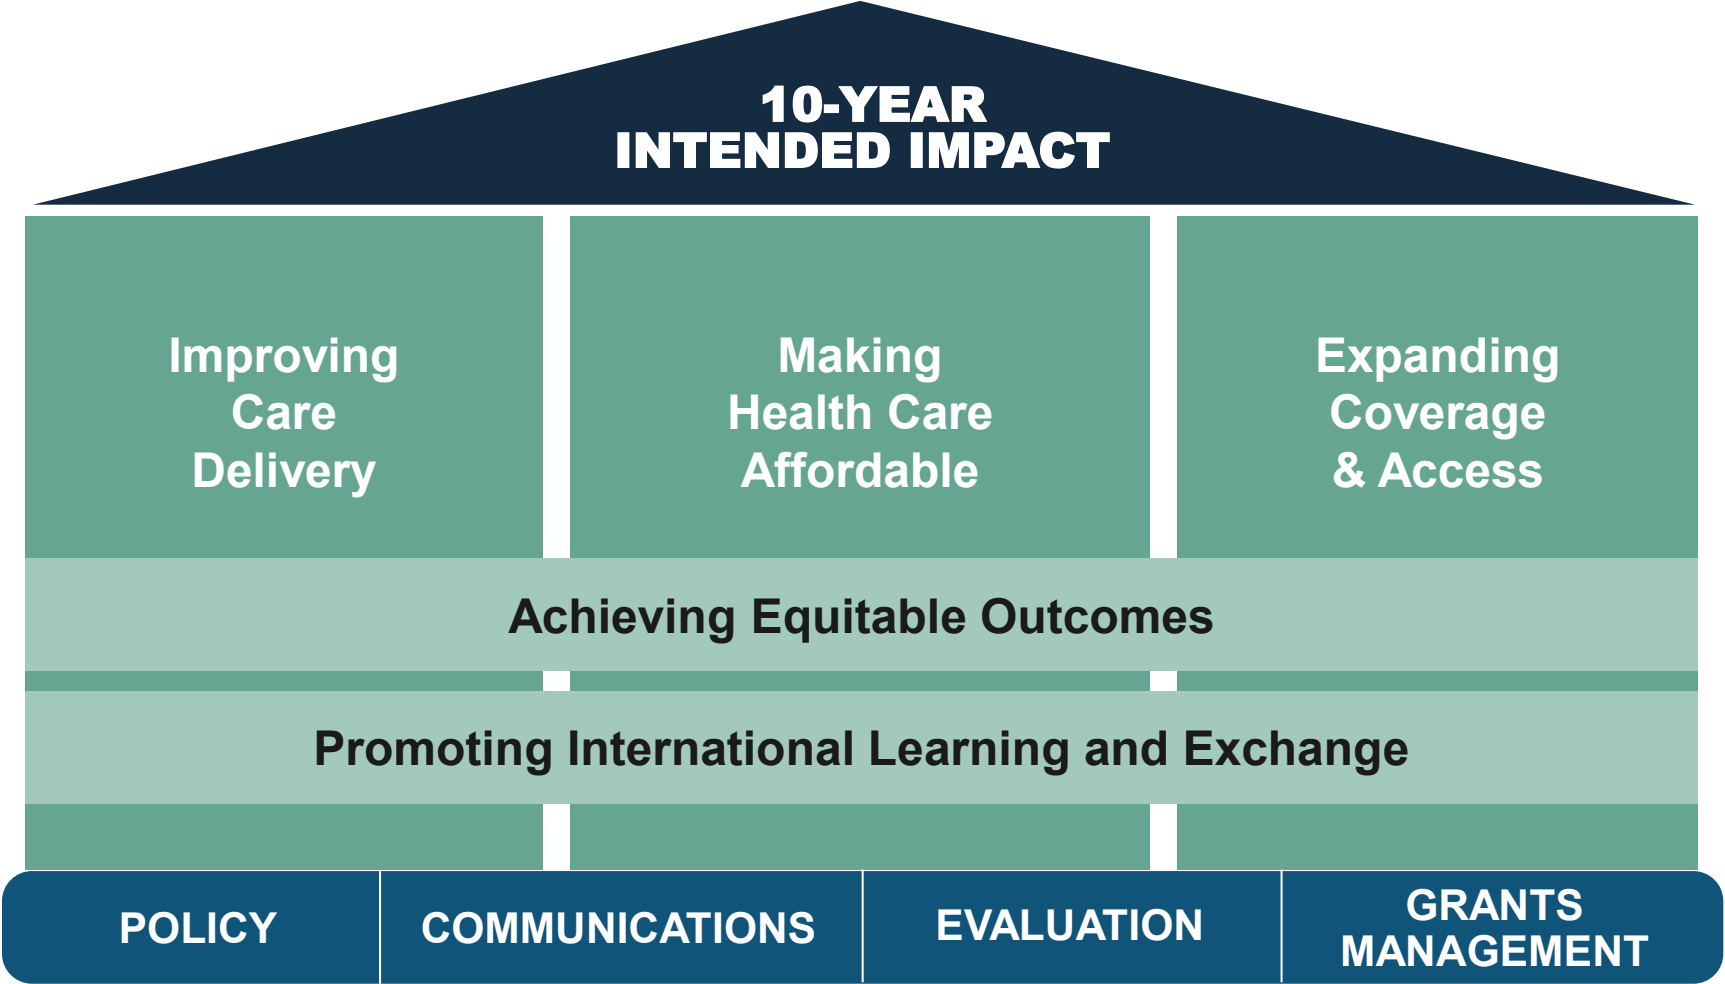 10-YEAR
INTENDED IMPACT
Improving
Care
Delivery
Making
Health Care
Affordable
Expanding
Coverage
& Access
Achieving Equitable Outcomes
Promoting International Learning and Exchange
POLICY
COMMUNICATIONS
EVALUATION
GRANTS
MANAGEMENT